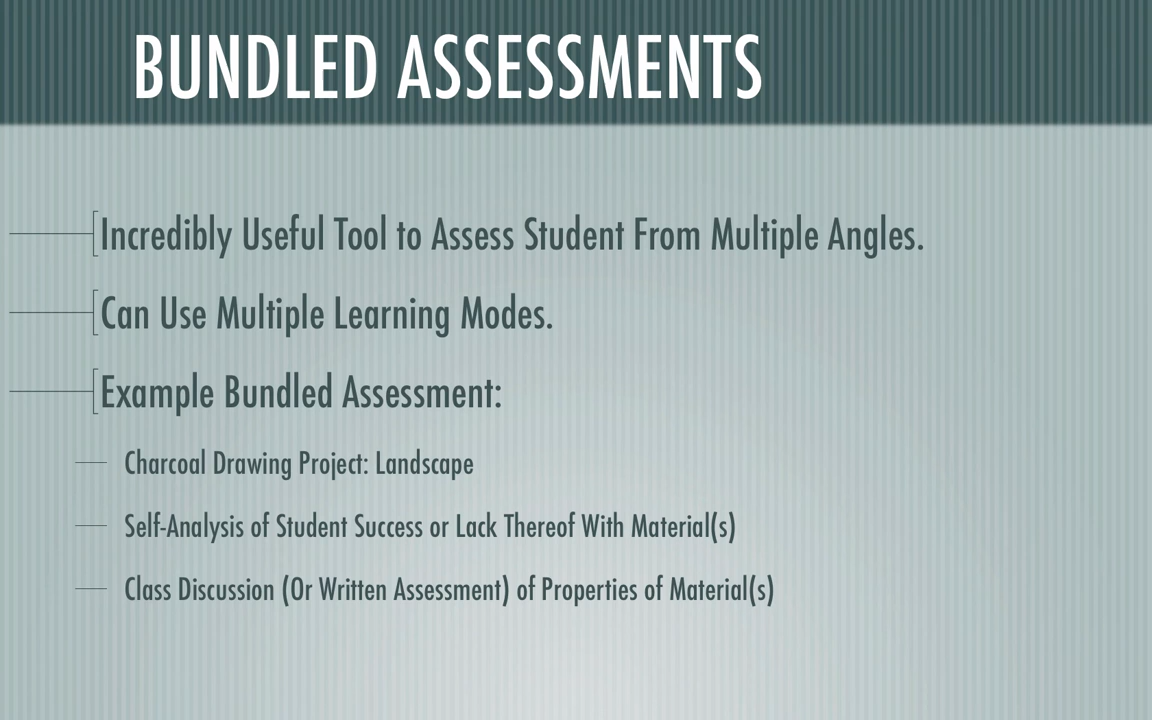 BUNDLED ASSESSMENTS
Incredibly Useful Tool to Assess Student From Multiple Angles.
Can Use Multiple Learning Modes.
Example Bundled Assessment:
Charcoal Drawing Project: Landscape
Self-Analysis of Student Success or Lack Thereof With Material(s)
Class Discussion (Or Written Assessment) of Properties of Material(s)